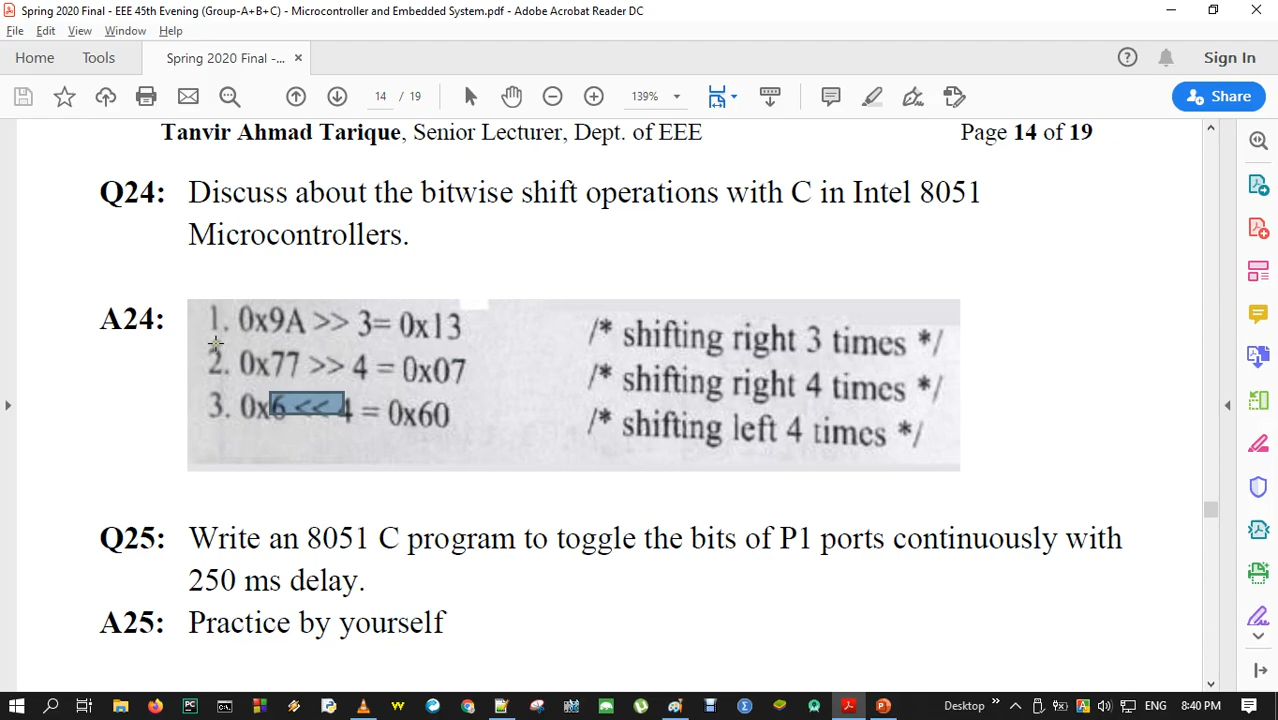 Spring 2020 Final - EEE 45th Evening (Group-A+B+C) - Microcontroller and Embedded System.pdf - Adobe Acrobat Reader DC
File Edit View Window Help
Home Tools Spring 2020 Final -... Sign In
14 / 19 139% Share
Tanvir Ahmad Tarique, Senior Lecturer, Dept. of EEE Page 14 of 19
Q24: Discuss about the bitwise shift operations with C in Intel 8051
Microcontrollers.
A24:
1. 0x9A >> 3= 0x13 /* shifting right 3 times */
2. 0x77 >> 4 = 0x07 /* shifting right 4 times */
3. 0x6 << 4 = 0x60 /* shifting left 4 times */
Q25: Write an 8051 C program to toggle the bits of P1 ports continuously with
250 ms delay.
A25: Practice by yourself
Desktop ENG 8:40 PM